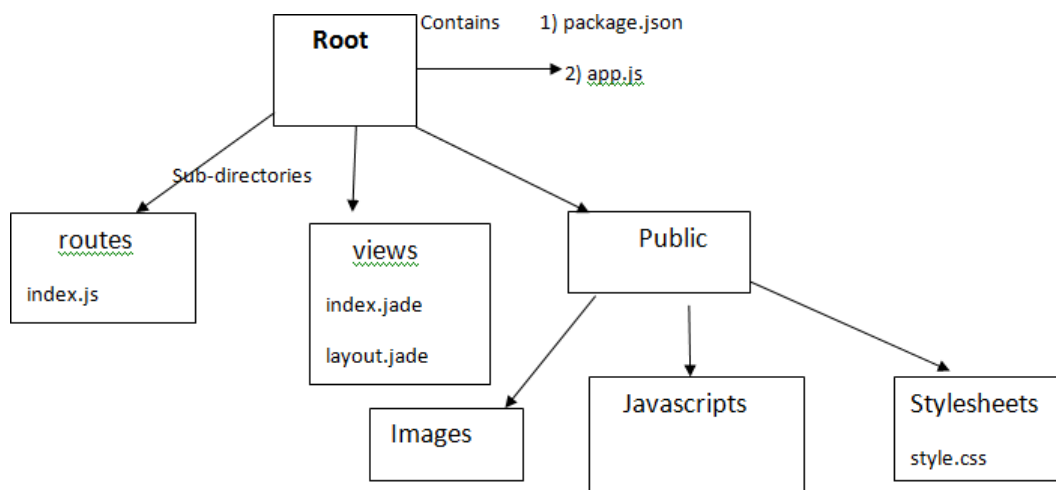 Root
Contains 1) package.json
2) app.js
Sub-directories
routes
index.js
views
index.jade
layout.jade
Public
Images
Javascripts
Stylesheets
style.css